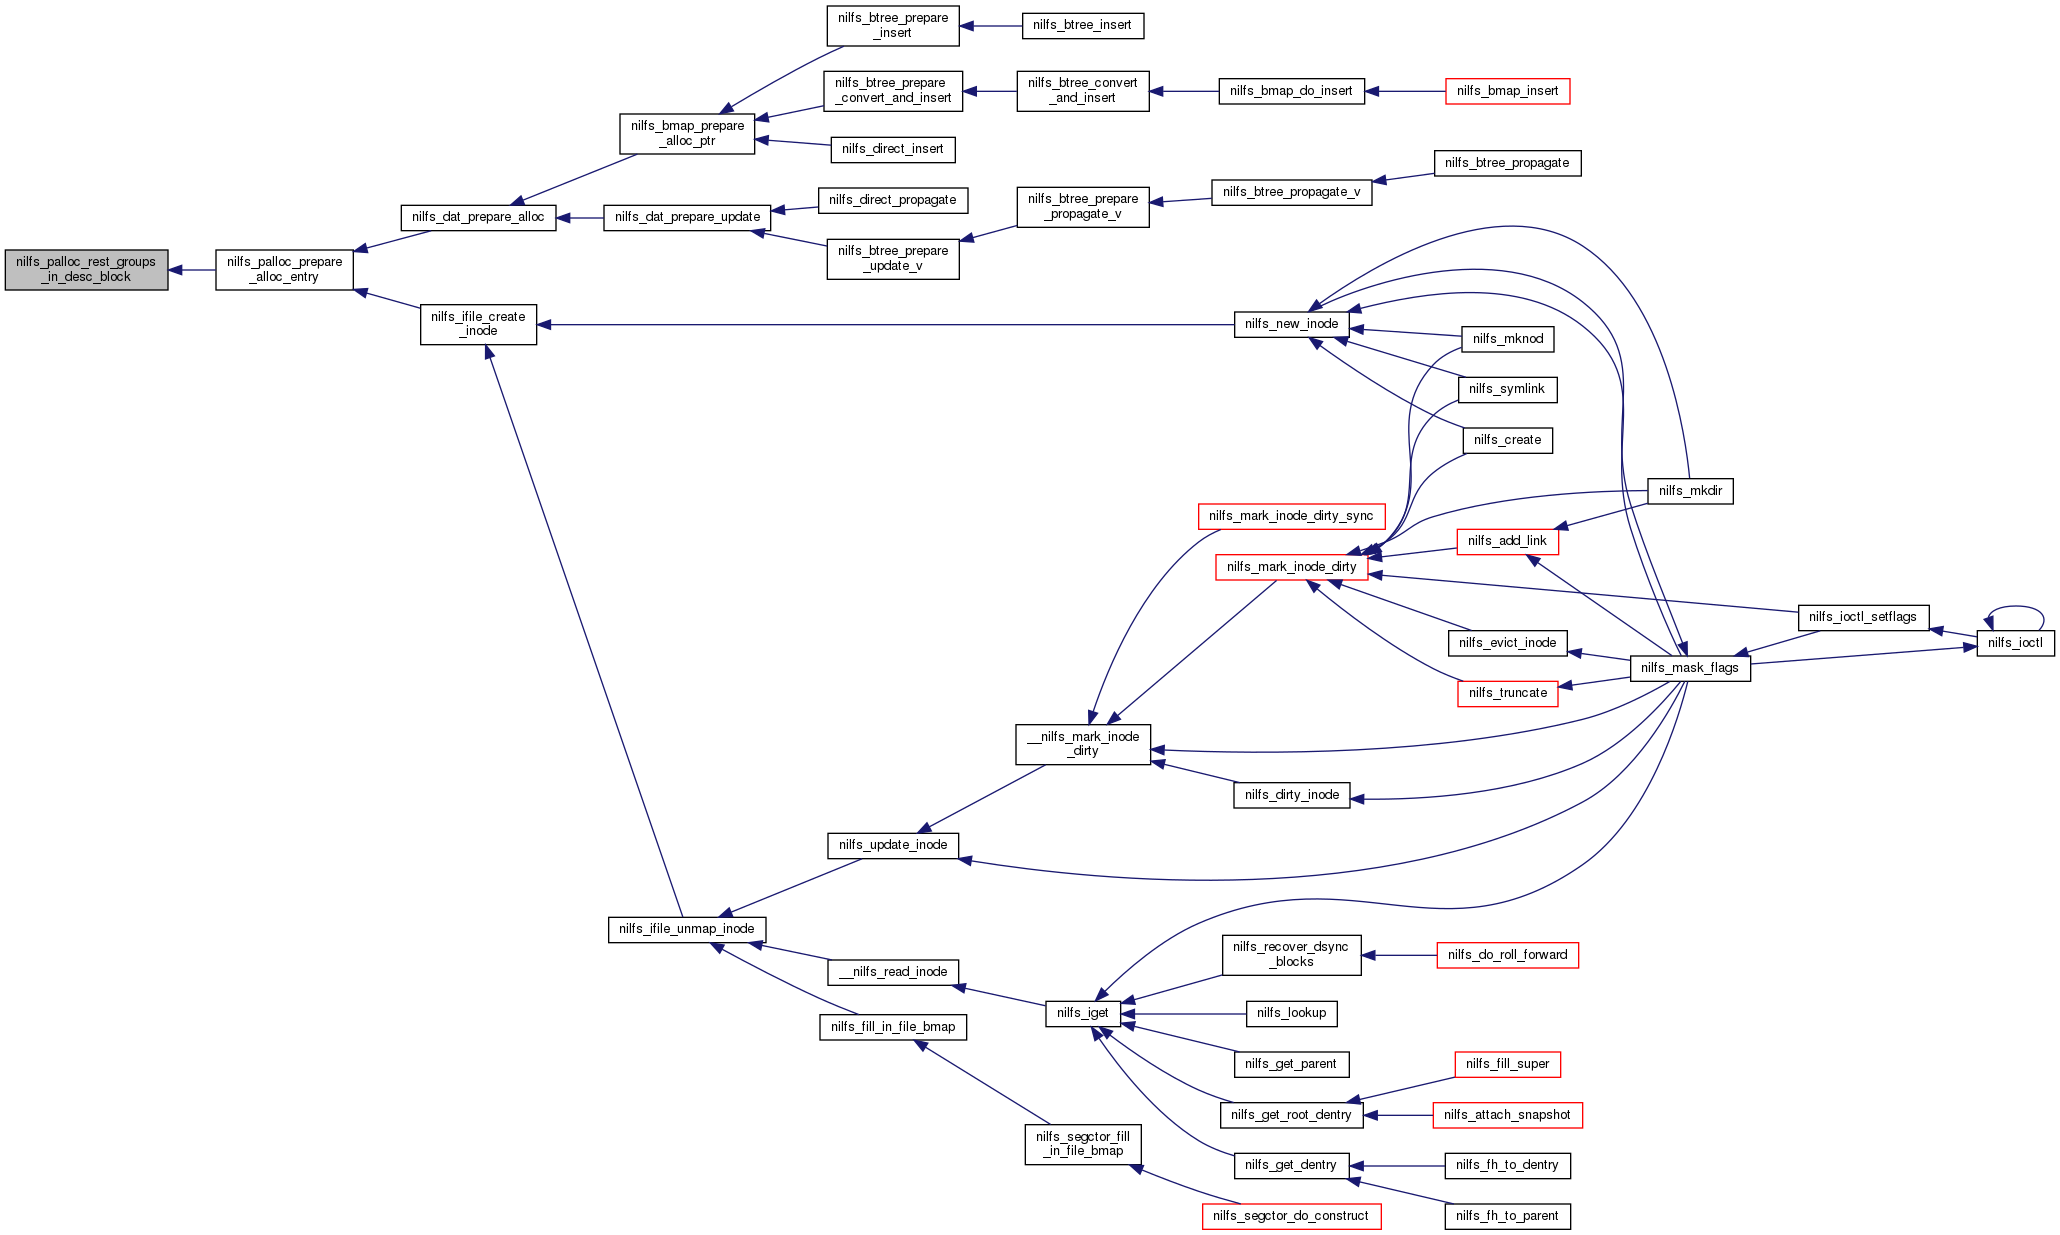 nilfs_btree_prepare
_insert
nilfs_btree_insert
nilfs_btree_prepare
_convert_and_insert
nilfs_btree_convert
_and_insert
nilfs_bmap_do_insert
nilfs_bmap_insert
nilfs_bmap_prepare
_alloc_ptr
nilfs_direct_insert
nilfs_btree_propagate
nilfs_btree_propagate_v
nilfs_btree_prepare
_propagate_v
nilfs_direct_propagate
nilfs_dat_prepare_alloc
nilfs_dat_prepare_update
nilfs_btree_prepare
_update_v
nilfs_palloc_rest_groups
_in_desc_block
nilfs_palloc_prepare
_alloc_entry
nilfs_ifile_create
_inode
nilfs_new_inode
nilfs_mknod
nilfs_symlink
nilfs_create
nilfs_mkdir
nilfs_mark_inode_dirty_sync
nilfs_add_link
nilfs_mark_inode_dirty
nilfs_ioctl_setflags
nilfs_ioctl
nilfs_evict_inode
nilfs_mask_flags
nilfs_truncate
__nilfs_mark_inode
_dirty
nilfs_dirty_inode
nilfs_update_inode
nilfs_ifile_unmap_inode
__nilfs_read_inode
nilfs_fill_in_file_bmap
nilfs_recover_dsync
_blocks
nilfs_do_roll_forward
nilfs_iget
nilfs_lookup
nilfs_get_parent
nilfs_fill_super
nilfs_get_root_dentry
nilfs_attach_snapshot
nilfs_segctor_fill
_in_file_bmap
nilfs_get_dentry
nilfs_fh_to_dentry
nilfs_segctor_do_construct
nilfs_fh_to_parent